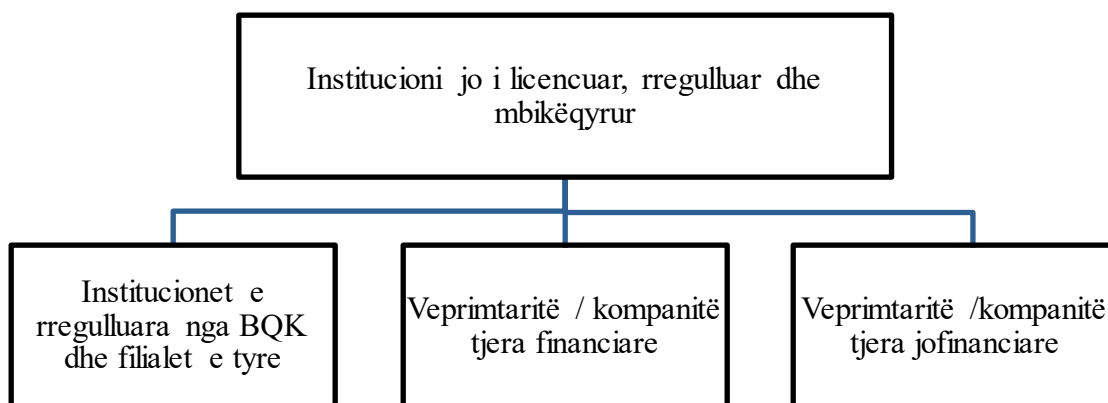 Institucioni jo i licencuar, rregulluar dhe
mbikëqyrur
Institucionet e
rregulluara nga BQK
dhe filialet e tyre
Veprimtaritë / kompanitë
tjera financiare
Veprimtaritë /kompanitë
tjera jofinanciare